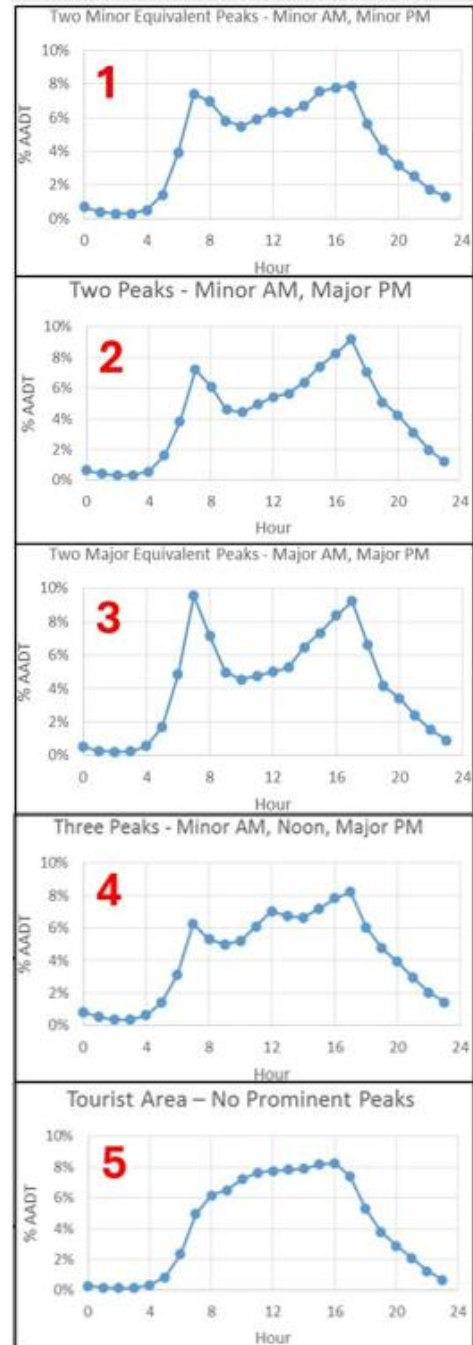 Two Minor Equivalent Peaks - Minor AM, Minor PM
1
% AADT
10%
8%
6%
4%
2%
0%
0 4 8 12 16 20 24
Hour
Two Peaks - Minor AM, Major PM
2
% AADT
10%
8%
6%
4%
2%
0%
0 4 8 12 16 20 24
Hour
Two Major Equivalent Peaks - Major AM, Major PM
3
% AADT
10%
8%
6%
4%
2%
0%
0 4 8 12 16 20 24
Hour
Three Peaks - Minor AM, Noon, Major PM
4
% AADT
10%
8%
6%
4%
2%
0%
0 4 8 12 16 20 24
Hour
Tourist Area – No Prominent Peaks
5
% AADT
10%
8%
6%
4%
2%
0%
0 4 8 12 16 20 24
Hour